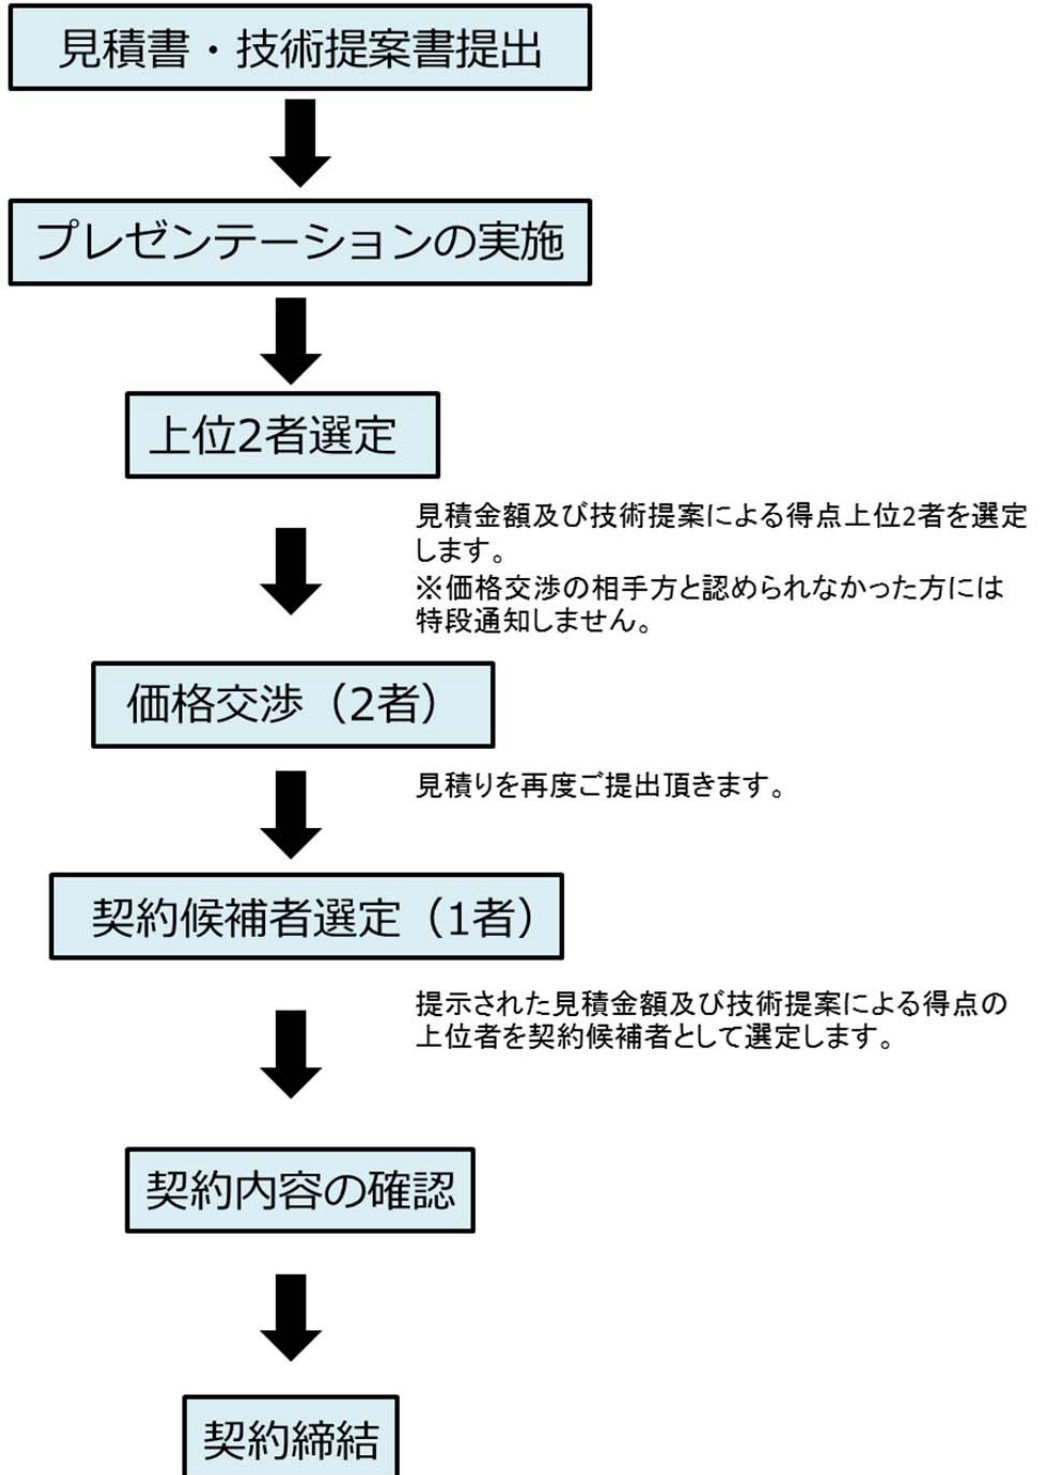 見積書・技術提案書提出
プレゼンテーションの実施
上位2者選定
見積金額及び技術提案による得点上位2者を選定
します。
※価格交渉の相手方と認められなかった方には
特段通知しません。
価格交渉（2者）
見積りを再度ご提出頂きます。
契約候補者選定（1者）
提示された見積金額及び技術提案による得点の
上位者を契約候補者として選定します。
契約内容の確認
契約締結